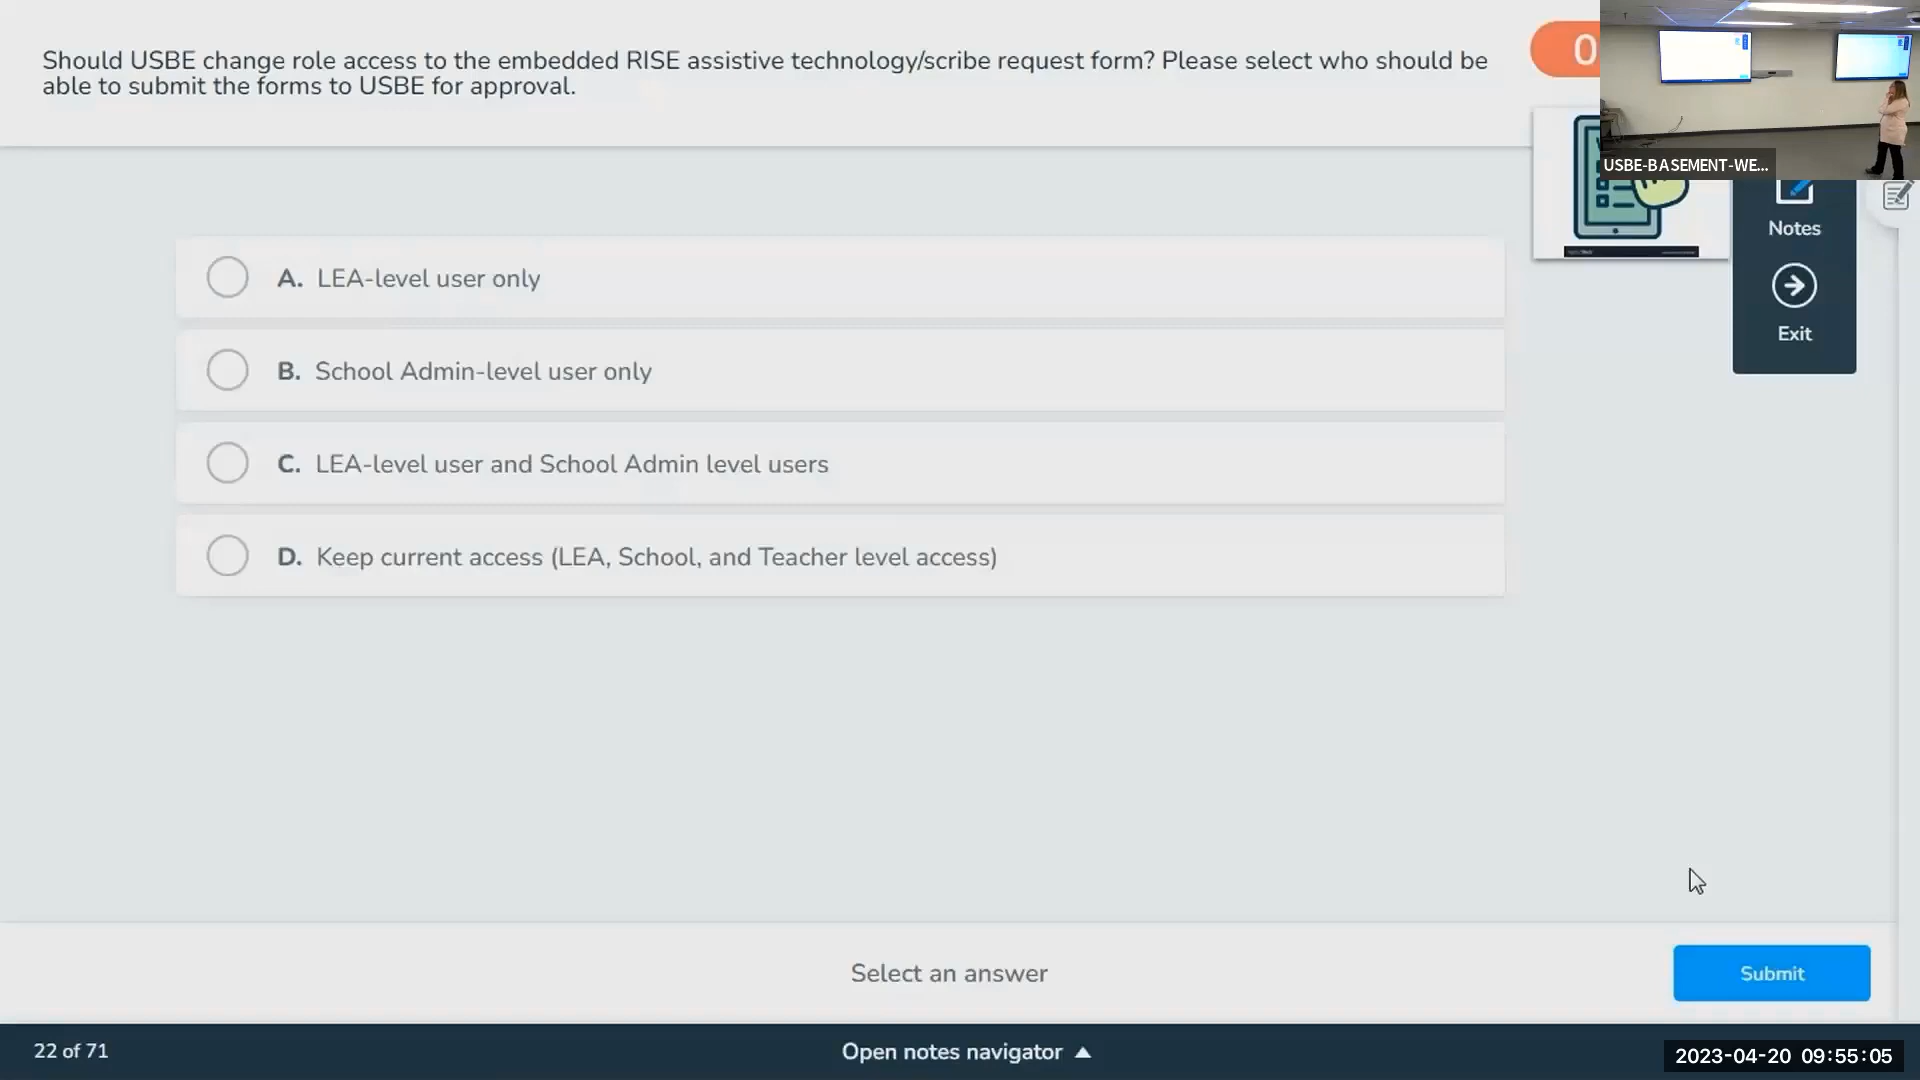 Should USBE change role access to the embedded RISE assistive technology/scribe request form? Please select who should be
able to submit the forms to USBE for approval.
0
USBE-BASEMENT-WE...
Notes
Exit
A. LEA-level user only
B. School Admin-level user only
C. LEA-level user and School Admin level users
D. Keep current access (LEA, School, and Teacher level access)
Select an answer
Submit
22 of 71
Open notes navigator ▲
2023-04-20 09:55:05